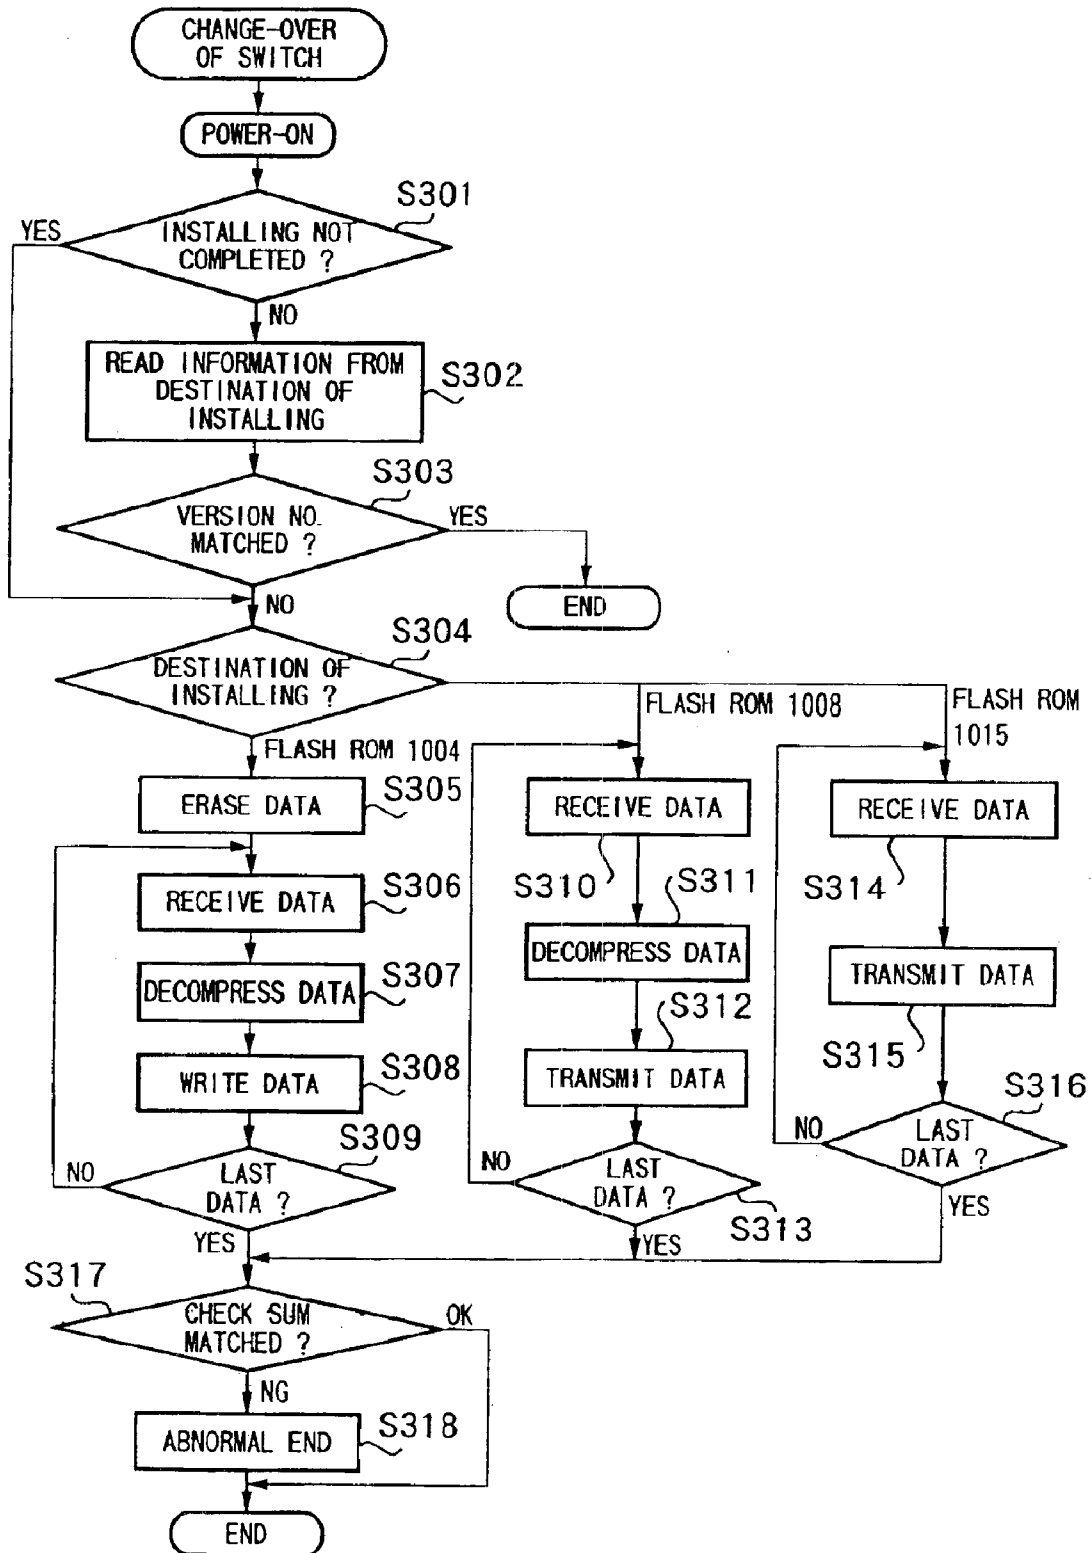 CHANGE-OVER
OF SWITCH
POWER-ON
S301
YES
INSTALLING NOT
COMPLETED ?
NO
READ INFORMATION FROM
DESTINATION OF
INSTALLING
S302
S303
VERSION NO.
MATCHED ?
YES
NO
END
S304
DESTINATION OF
INSTALLING ?
FLASH ROM 1004
FLASH ROM 1008
FLASH ROM
1015
ERASE DATA
S305
RECEIVE DATA
S306
DECOMPRESS DATA
S307
WRITE DATA
S308
S309
NO
LAST
DATA ?
YES
RECEIVE DATA
S310
S311
DECOMPRESS DATA
S312
TRANSMIT DATA
NO
LAST
DATA ?
S313
YES
RECEIVE DATA
S314
TRANSMIT DATA
S315
S316
NO
LAST
DATA ?
YES
S317
CHECK SUM
MATCHED ?
OK
NG
ABNORMAL END
S318
END